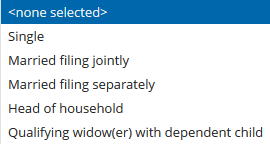 <none selected>
Single
Married filing jointly
Married filing separately
Head of household
Qualifying widow(er) with dependent child